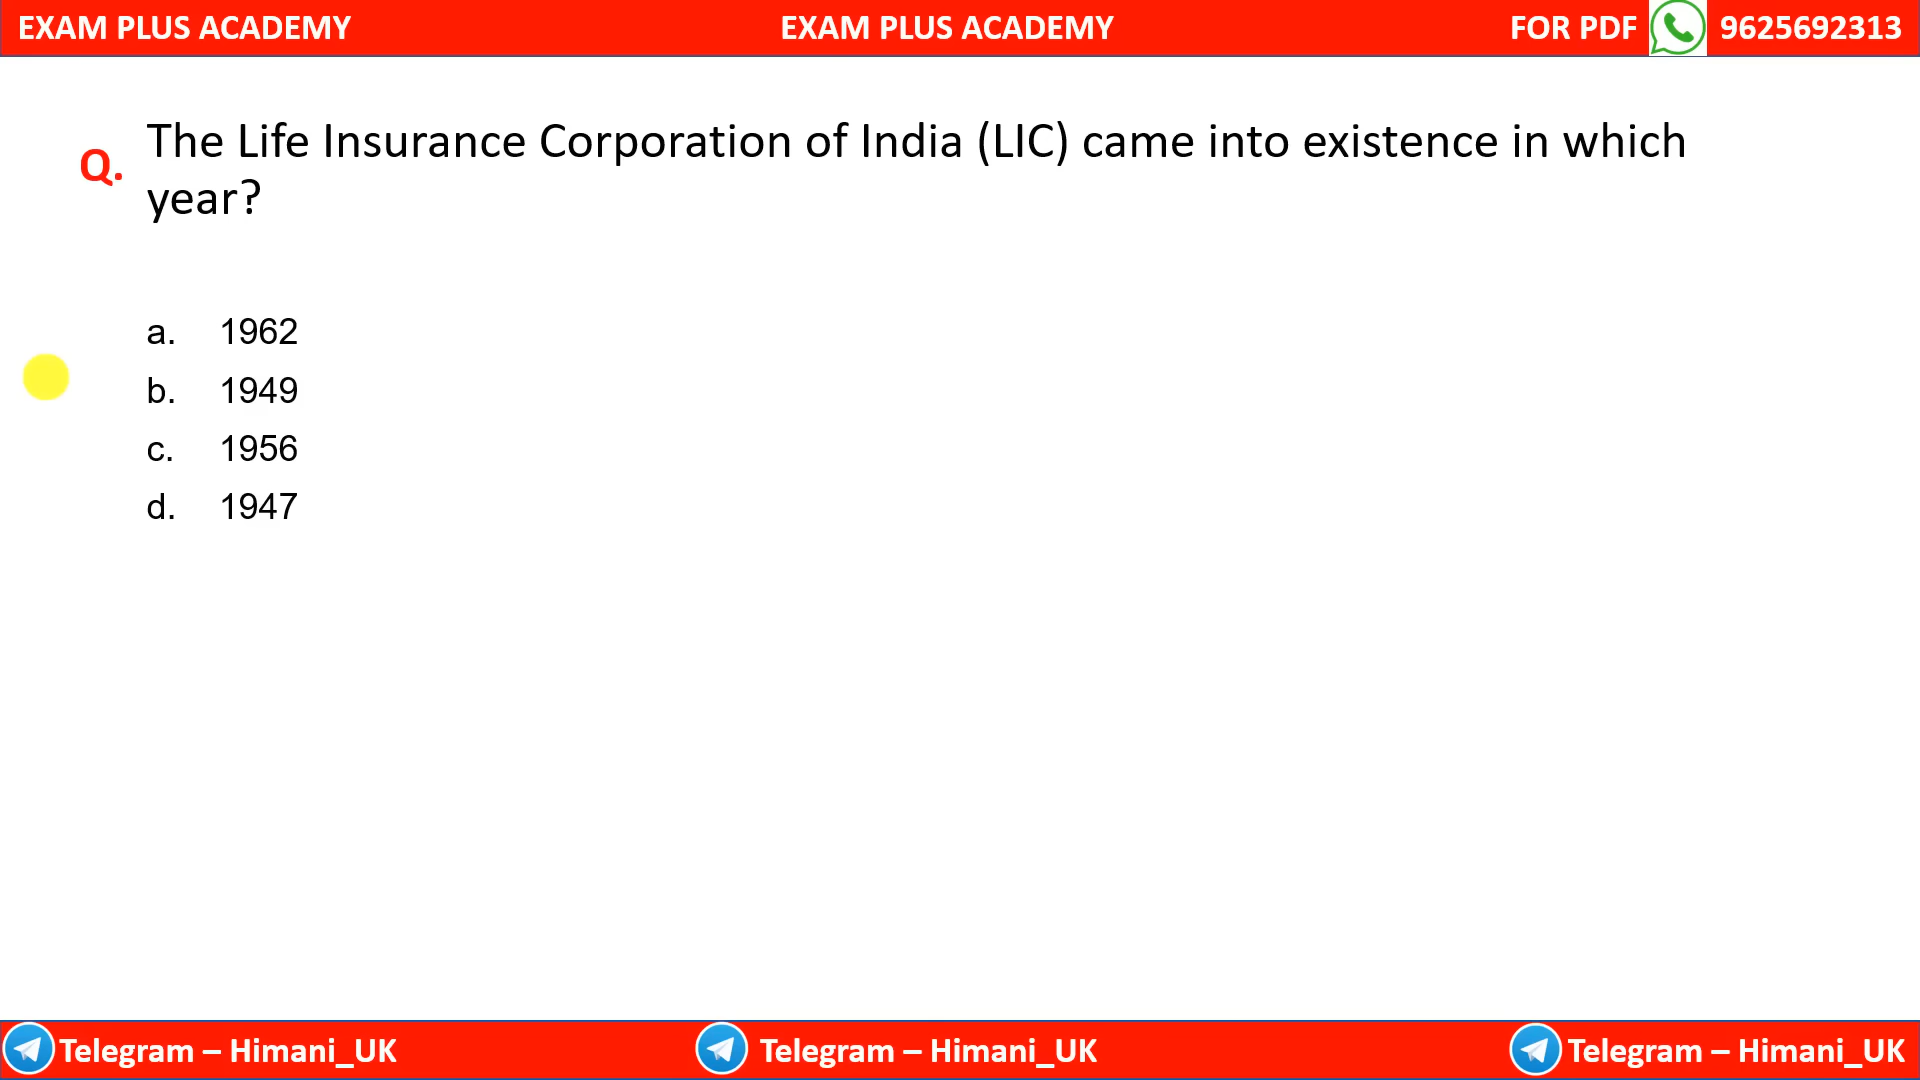 EXAM PLUS ACADEMY EXAM PLUS ACADEMY FOR PDF 9625692313
Q. The Life Insurance Corporation of India (LIC) came into existence in which
year?
a. 1962
b. 1949
c. 1956
d. 1947
Telegram – Himani_UK Telegram – Himani_UK Telegram – Himani_UK